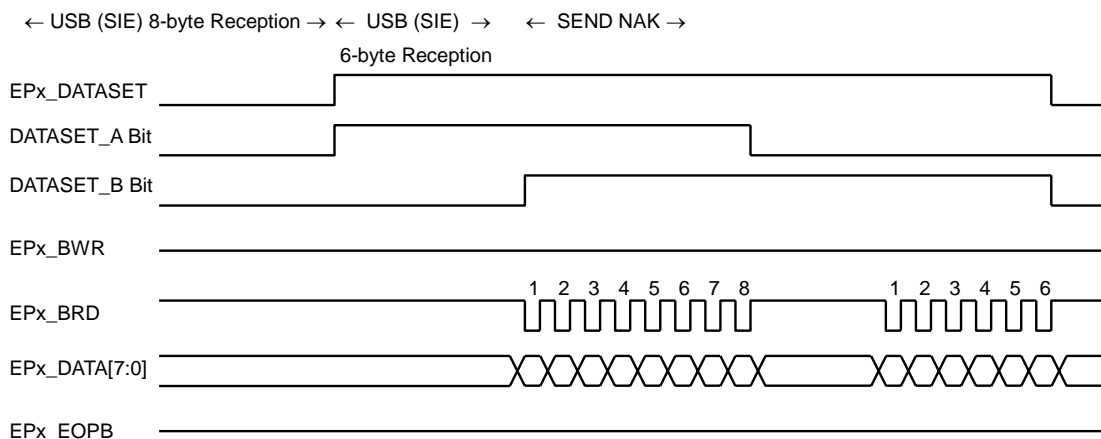 ← USB (SIE) 8-byte Reception → ← USB (SIE) → ← SEND NAK →
6-byte Reception
EPx_DATASET
DATASET_A Bit
DATASET_B Bit
EPx_BWR
1 2 3 4 5 6 7 8 1 2 3 4 5 6
EPx_BRD
EPx_DATA[7:0]
EPx_EOPB